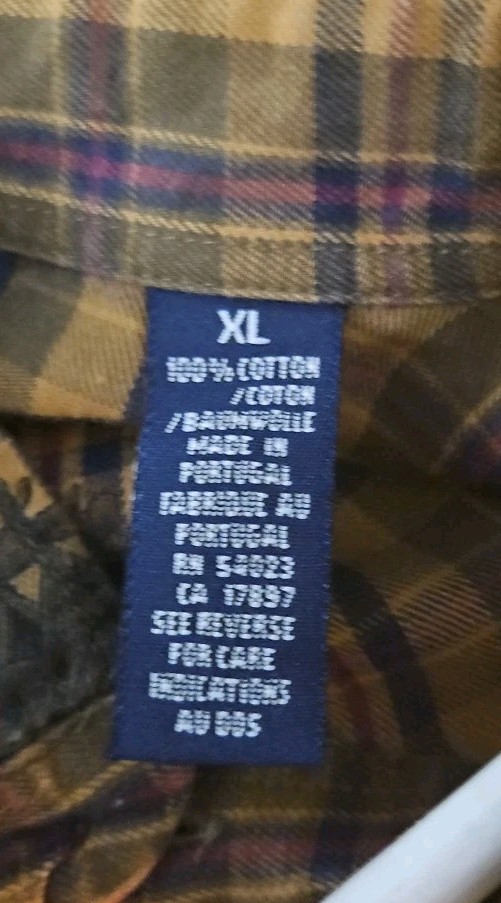 XL
100% COTTON
/COTON
/BAUMWOLLE
MADE IN
PORTUGAL
FABRIQUE AU
PORTUGAL
RN 54023
CA 17897
SEE REVERSE
FOR CARE
INDICATIONS
AU DOS